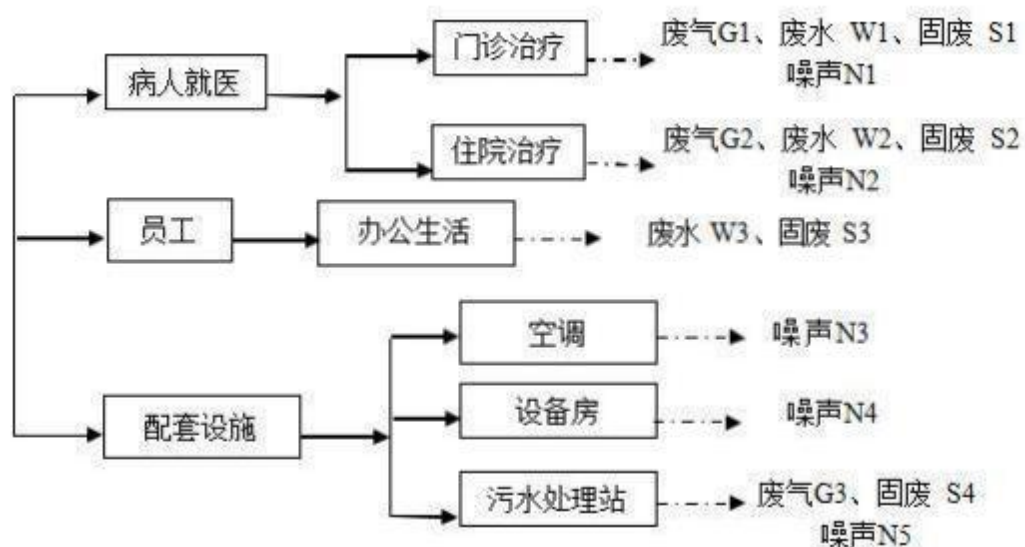 门诊治疗
废气G1、废水 W1、固废 S1
噪声N1
病人就医
住院治疗
废气G2、废水 W2、固废 S2
噪声N2
员工
办公生活
废水 W3、固废 S3
空调
噪声N3
配套设施
设备房
噪声N4
污水处理站
废气G3、固废 S4
噪声N5